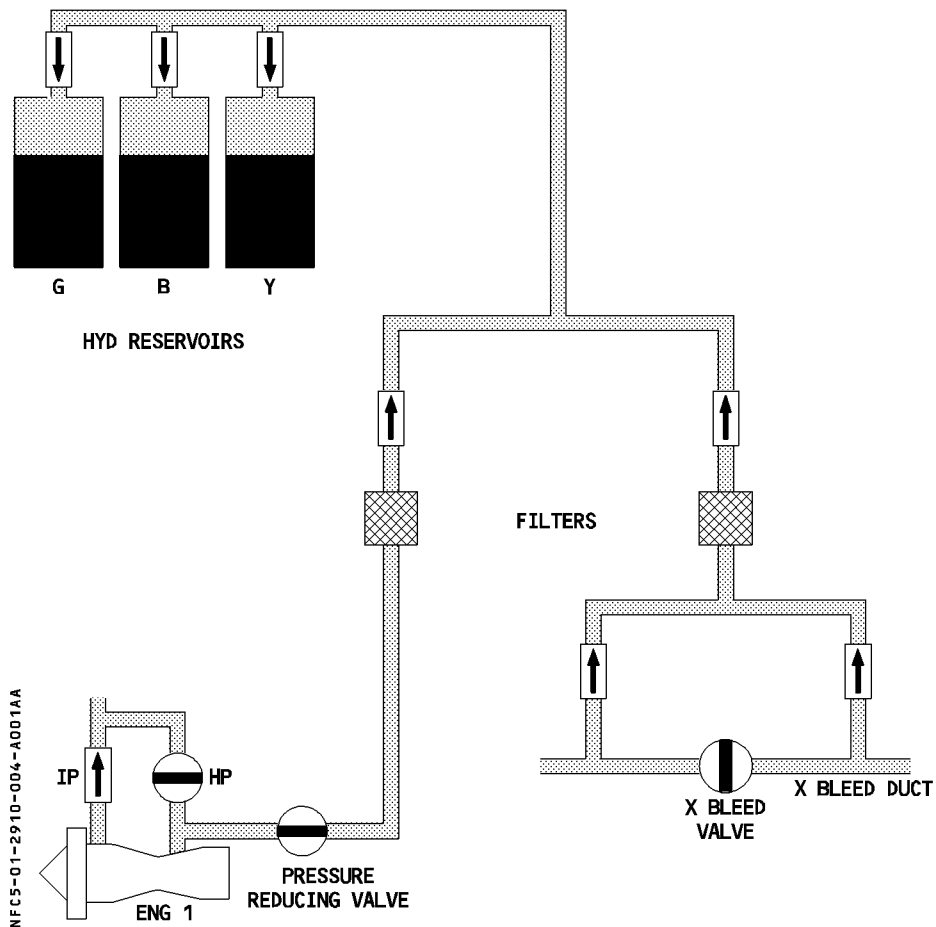 G B Y
HYD RESERVOIRS
FILTERS
IP
HP
X BLEED DUCT
X BLEED
VALVE
PRESSURE
REDUCING VALVE
ENG 1
NFC5-01-2910-004-A001AA